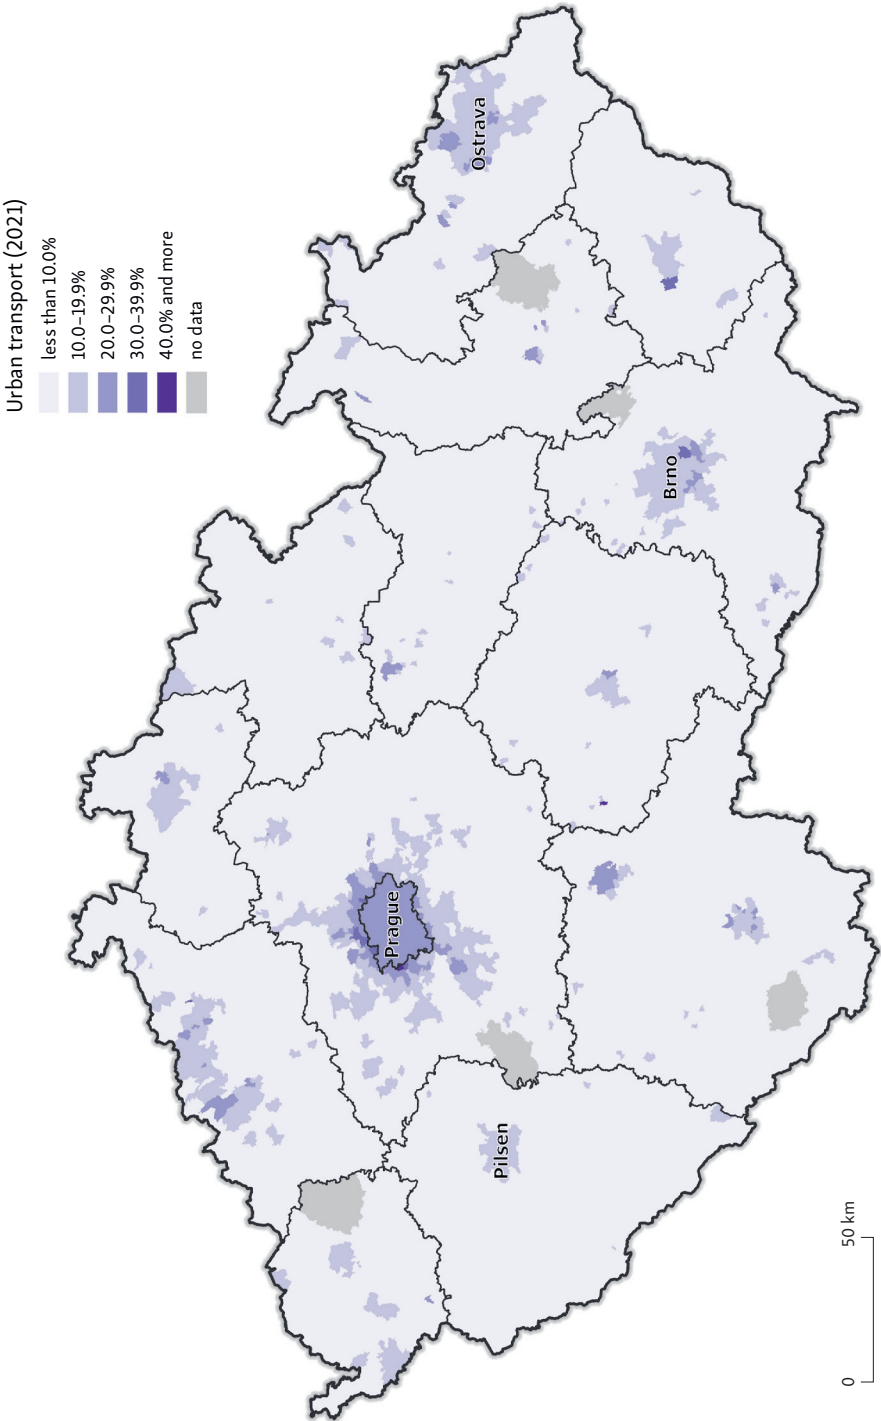 Urban transport (2021)
less than 10.0%
10.0–19.9%
20.0–29.9%
30.0–39.9%
40.0% and more
no data
Ostrava
Brno
Prague
Pilsen
0
50 km